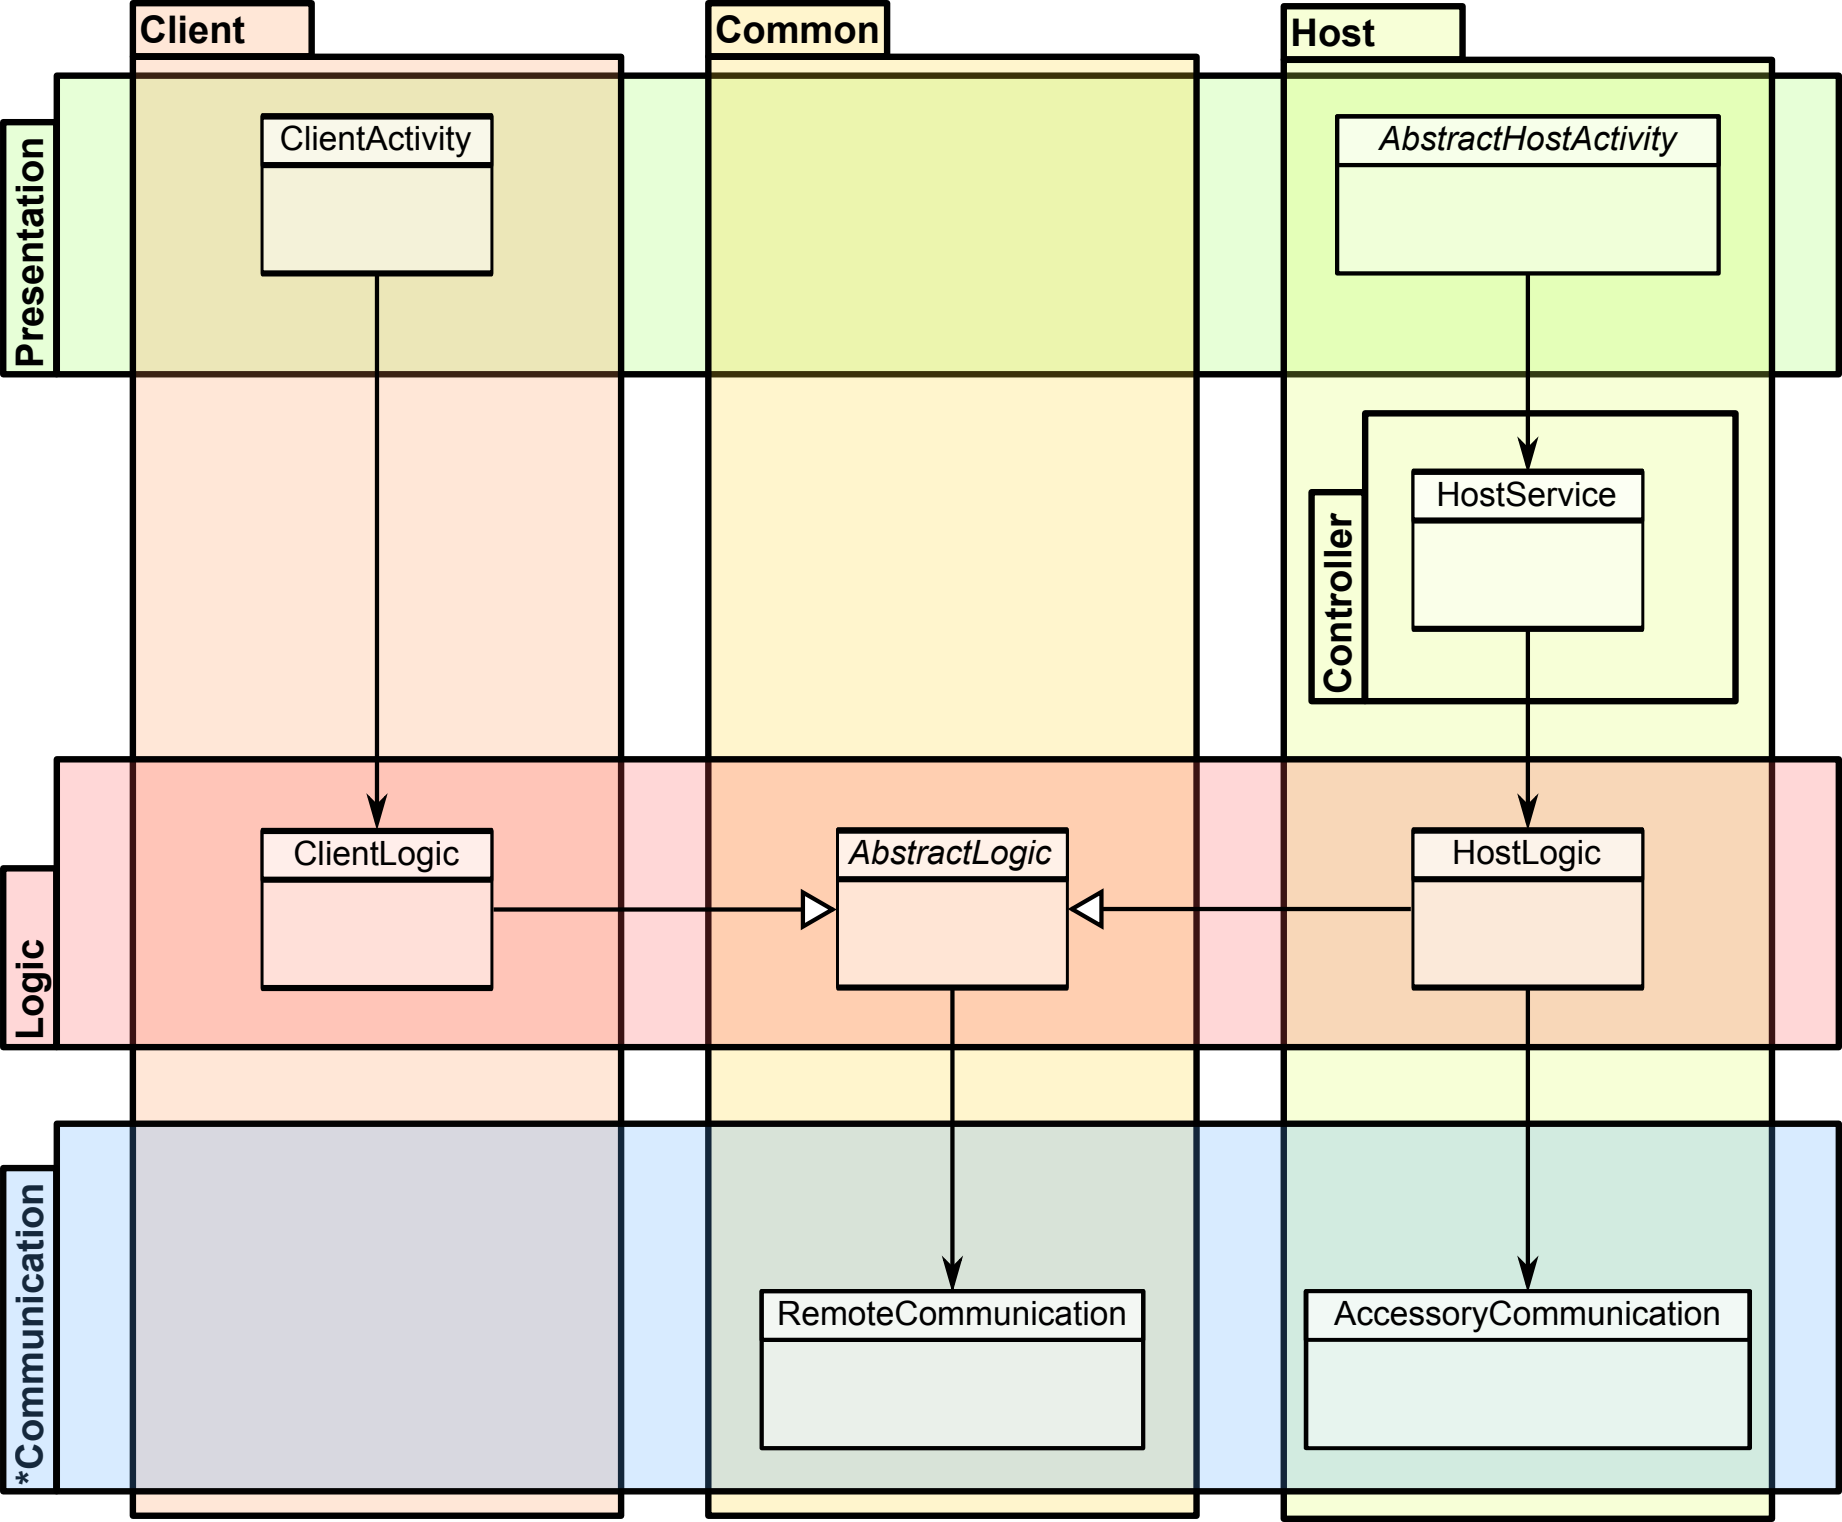 Client
Common
Host
Presentation
ClientActivity
AbstractHostActivity
Controller
HostService
Logic
ClientLogic
AbstractLogic
HostLogic
*Communication
RemoteCommunication
AccessoryCommunication